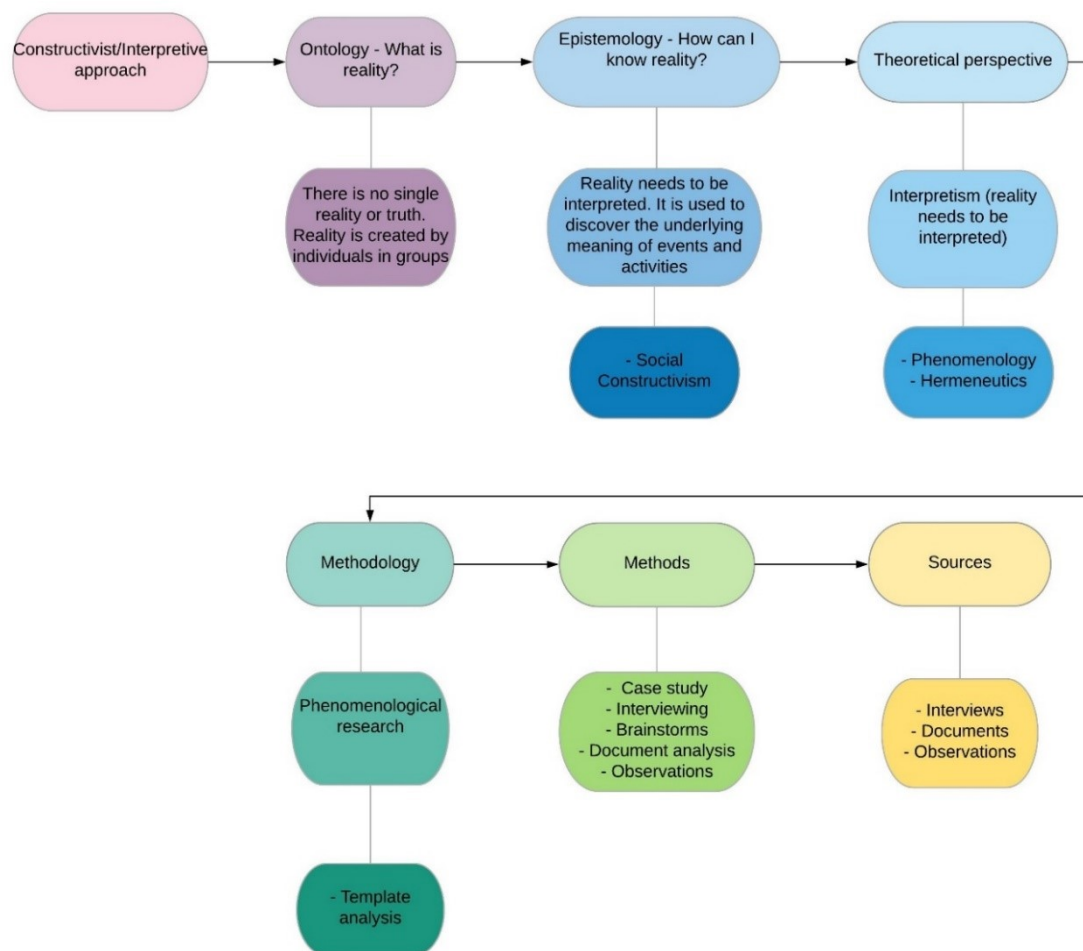 Constructivist/Interpretive
approach
Ontology - What is
reality?
Epistemology - How can I
know reality?
Theoretical perspective
There is no single
reality or truth.
Reality is created by
individuals in groups
Reality needs to be
interpreted. It is used to
discover the underlying
meaning of events and
activities
Interpretism (reality
needs to be
interpreted)
- Social
Constructivism
- Phenomenology
- Hermeneutics
Methodology
Methods
Sources
Phenomenological
research
- Case study
- Interviewing
- Brainstorms
- Document analysis
- Observations
- Interviews
- Documents
- Observations
- Template
analysis